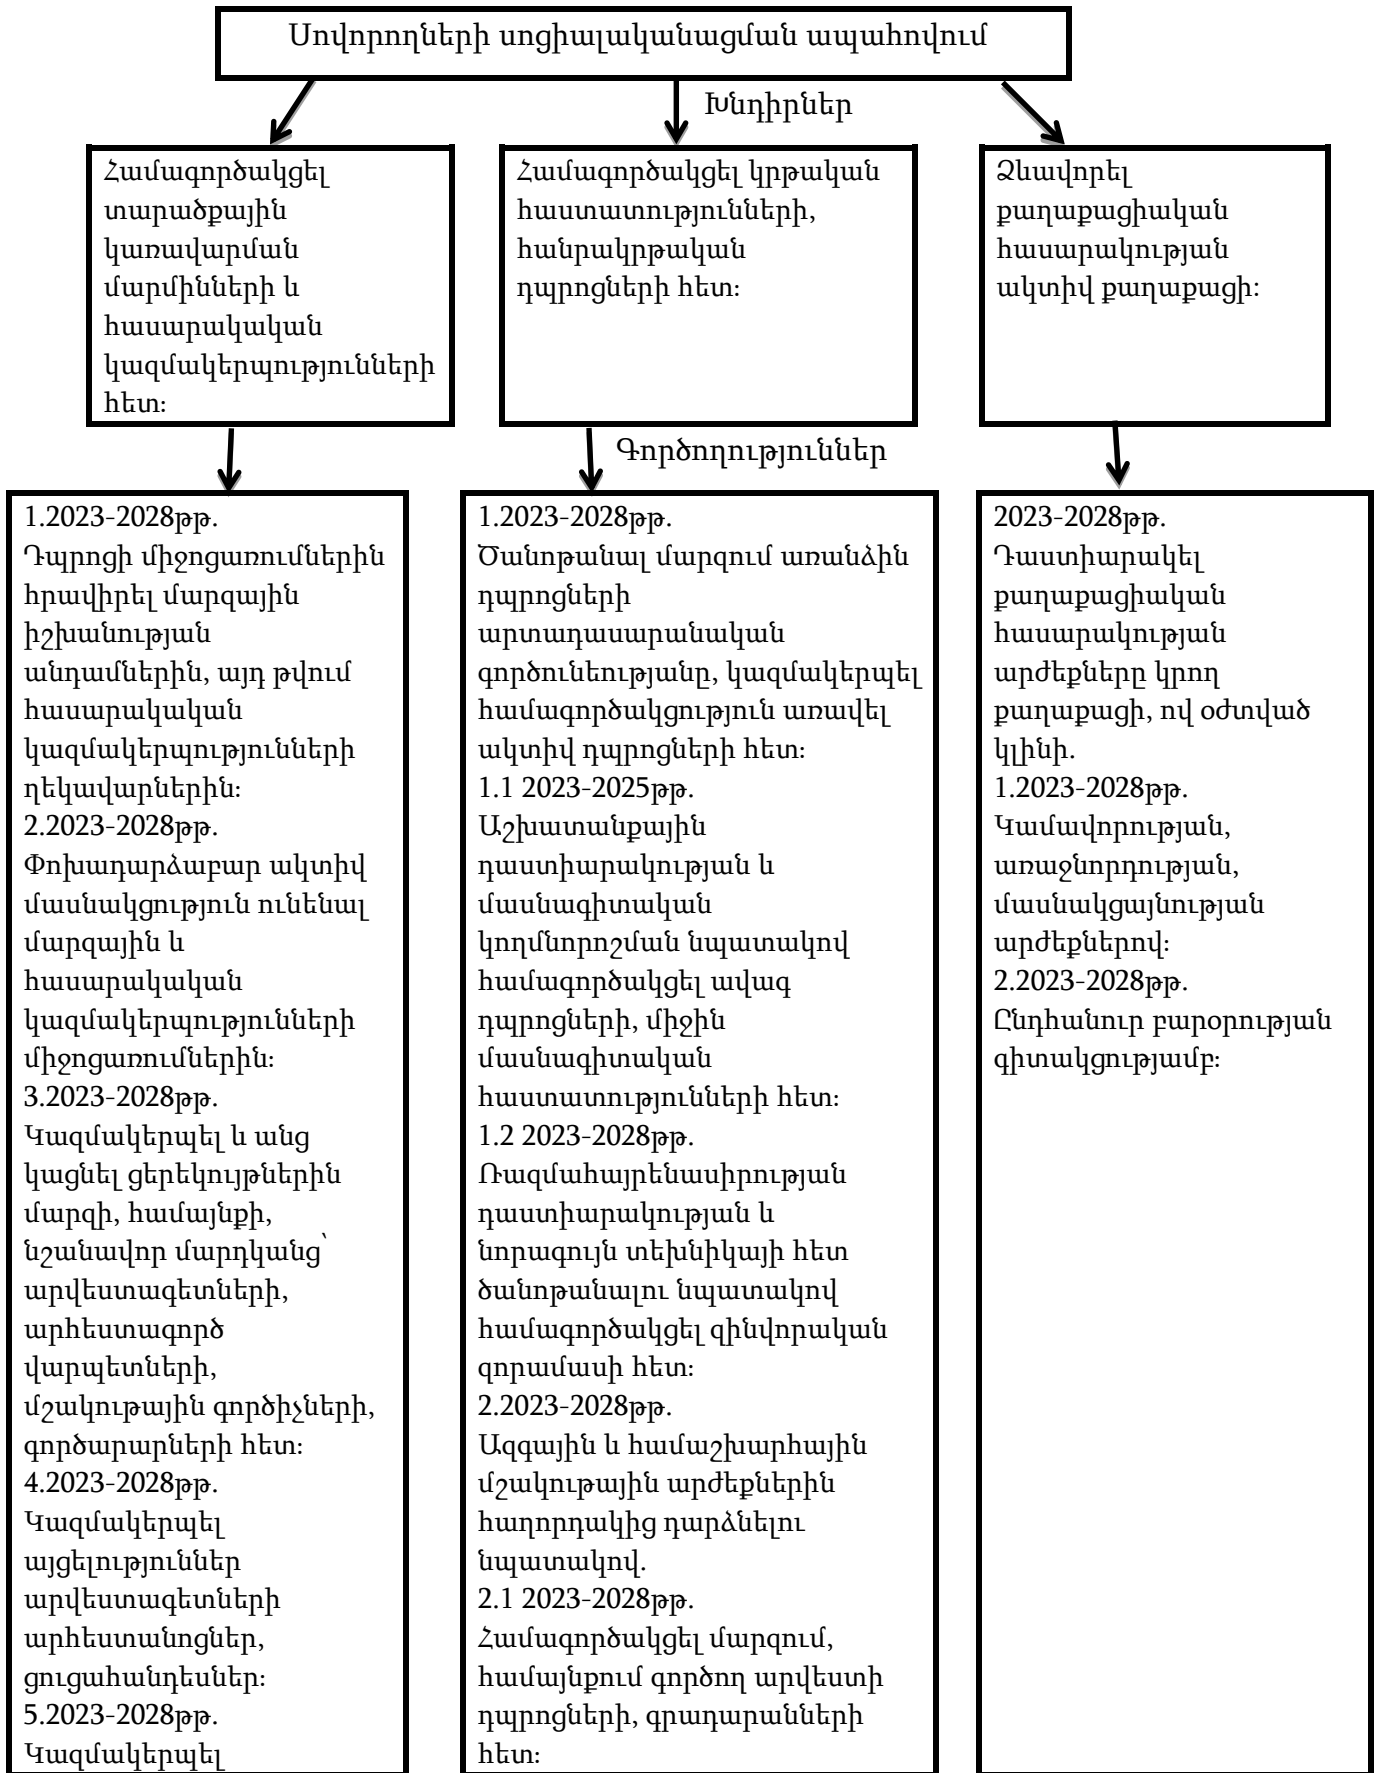 Սովորողների սոցիալականացման ապահովում
Խնդիրներ
Համագործակցել
տարածքային
կառավարման
մարմինների և
հասարակական
կազմակերպությունների
հետ։
Համագործակցել կրթական
հաստատությունների,
հանրակրթական
դպրոցների հետ։
Ձևավորել
քաղաքացիական
հասարակության
ակտիվ քաղաքացի:
Գործողություններ
1.2023-2028թթ.
Դպրոցի միջոցառումներին
հրավիրել մարզային
իշխանության
անդամներին, այդ թվում
հասարակական
կազմակերպությունների
ղեկավարներին։
2.2023-2028թթ.
Փոխադարձաբար ակտիվ
մասնակցություն ունենալ
մարզային և
հասարակական
կազմակերպությունների
միջոցառումներին։
3.2023-2028թթ.
Կազմակերպել և անց
կացնել ցերեկույթներին
մարզի, համայնքի,
նշանավոր մարդկանց՝
արվեստագետների,
արհեստագործ
վարպետների,
մշակութային գործիչների,
գործարարների հետ։
4.2023-2028թթ.
Կազմակերպել
այցելություններ
արվեստագետների
արհեստանոցներ,
ցուցահանդեսներ։
5.2023-2028թթ.
Կազմակերպել
1.2023-2028թթ.
Ծանոթանալ մարզում առանձին
դպրոցների
արտադասարանական
գործունեությանը, կազմակերպել
համագործակցություն առավել
ակտիվ դպրոցների հետ։
1.1 2023-2025թթ.
Աշխատանքային
դաստիարակության և
մասնագիտական
կողմնորոշման նպատակով
համագործակցել ավագ
դպրոցների, միջին
մասնագիտական
հաստատությունների հետ։
1.2 2023-2028թթ.
Ռազմահայրենասիրության
դաստիարակության և
նորագույն տեխնիկայի հետ
ծանոթանալու նպատակով
համագործակցել զինվորական
զորամասի հետ։
2.2023-2028թթ.
Ազգային և համաշխարհային
մշակութային արժեքներին
հաղորդակից դարձնելու
նպատակով.
2.1 2023-2028թթ.
Համագործակցել մարզում,
համայնքում գործող արվեստի
դպրոցների, գրադարանների
հետ։
2023-2028թթ.
Դաստիարակել
քաղաքացիական
հասարակության
արժեքները կրող
քաղաքացի, ով օժտված
կլինի.
1.2023-2028թթ.
Կամավորության,
առաջնորդության,
մասնակցայնության
արժեքներով։
2.2023-2028թթ.
Ընդհանուր բարօրության
գիտակցությամբ։